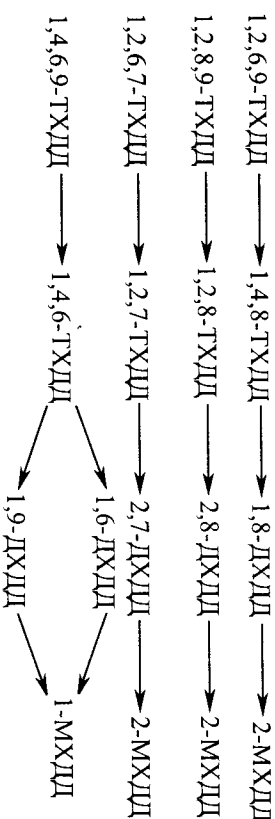 1,2,6,9-ТХДД → 1,4,8-ТХДД → 1,8-ДХДД → 2-МХДД
1,2,8,9-ТХДД → 1,2,8-ТХДД → 2,8-ДХДД → 2-МХДД
1,2,6,7-ТХДД → 1,2,7-ТХДД → 2,7-ДХДД → 2-МХДД
1,6-ДХДД
1,4,6,9-ТХДД → 1,4,6-ТХДД
1-МХДД
1,9-ДХДД